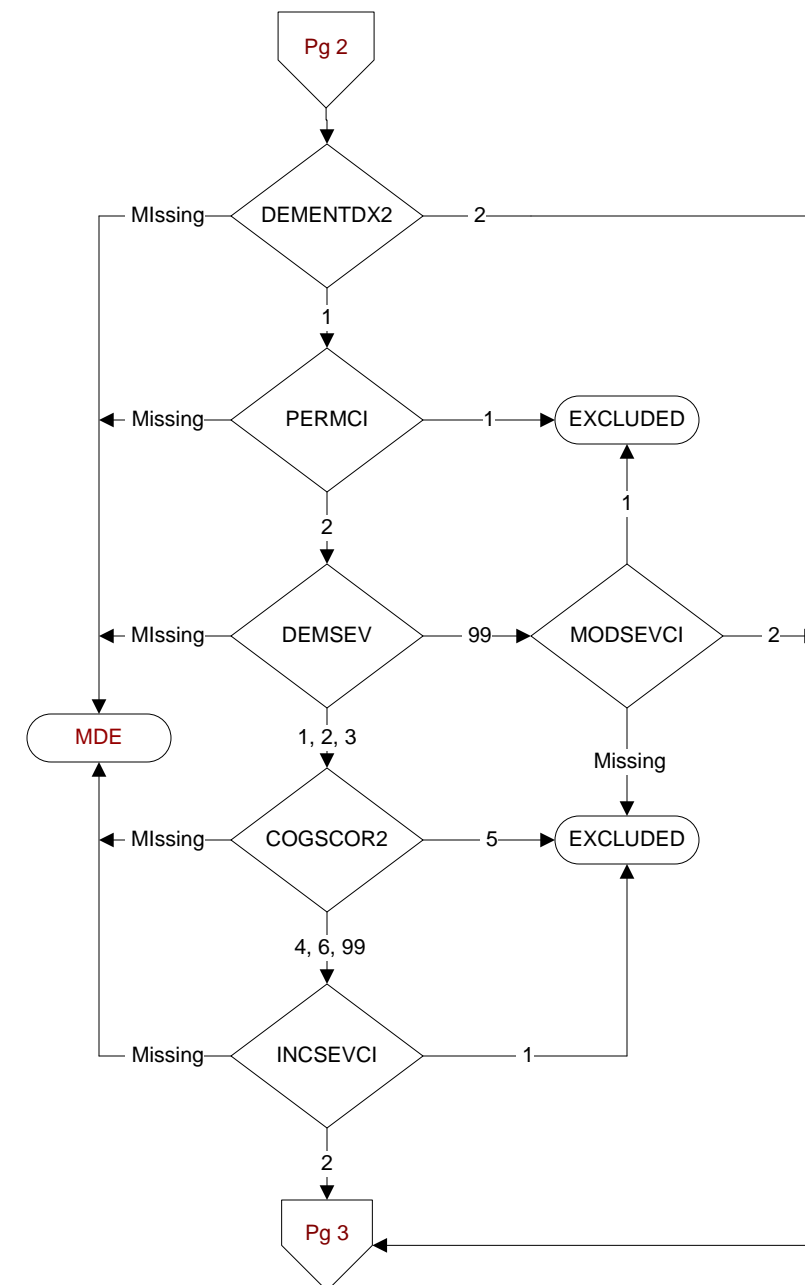 Pg 2
MIssing
DEMENTDX2
2
1
Missing
PERMCI
1
EXCLUDED
2
1
MIssing
DEMSEV
99
MODSEVCI
2
MDE
1, 2, 3
Missing
MIssing
COGSCOR2
5
EXCLUDED
4, 6, 99
Missing
INCSEVCI
1
2
Pg 3